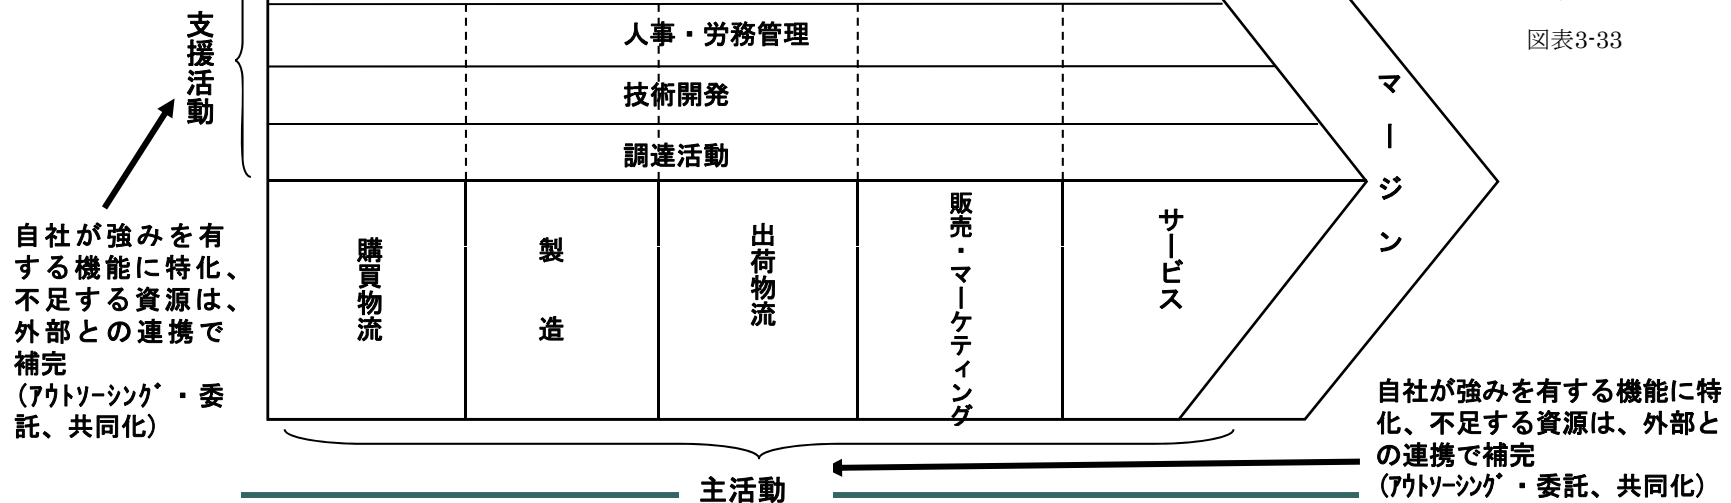 図表3-33
支援活動
人事・労務管理
技術開発
調達活動
マージン
購買物流
製造
出荷物流
販売・マーケティング
サービス
自社が強みを有
する機能に特化、
不足する資源は、
外部との連携で
補完
(ｱｳﾄｿｰｼﾝｸﾞ・委
託、共同化)
自社が強みを有する機能に特
化、不足する資源は、外部と
の連携で補完
(ｱｳﾄｿｰｼﾝｸﾞ・委託、共同化)
主活動